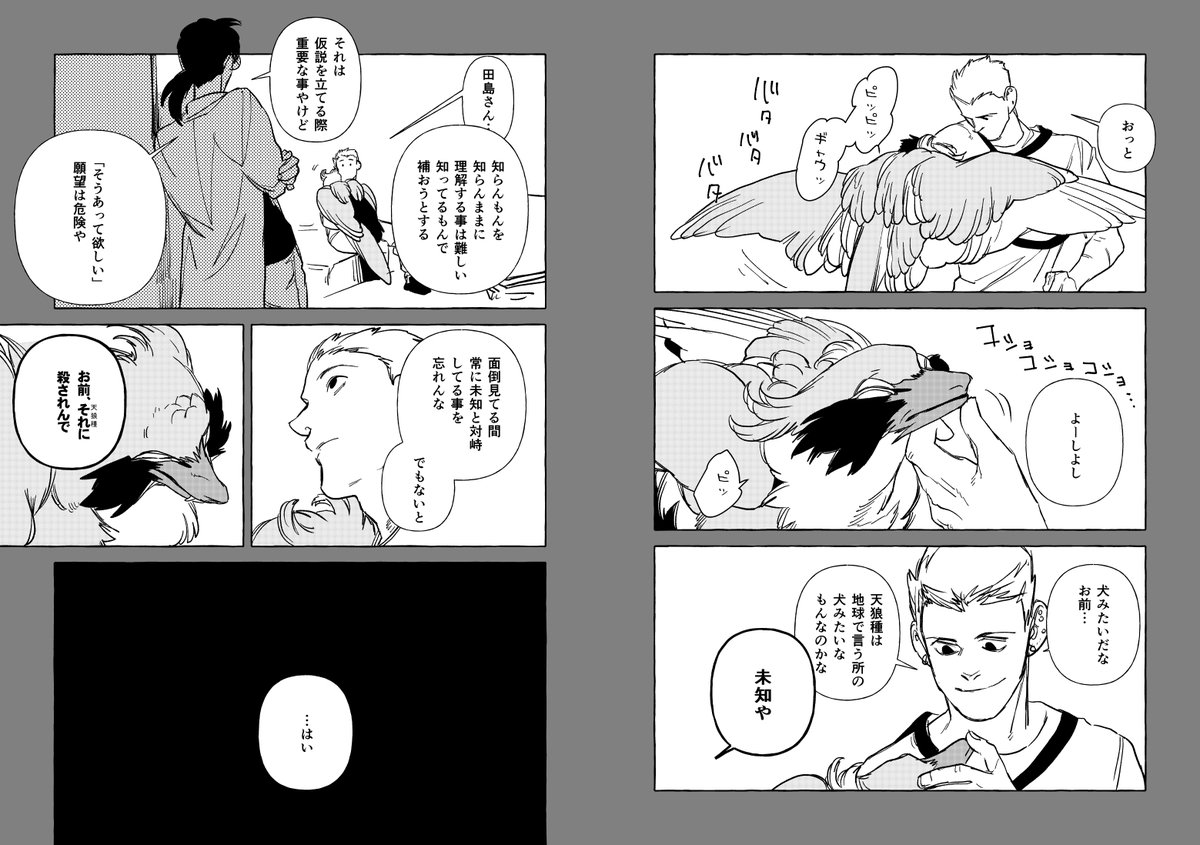 おっと
ピッピッ
ギャウッ
バタ
バタ
バタ
よーしよし
コショ
コショ
コショ…
ピッ
犬みたいだな
お前…
天狼種は
地球で言う所の
犬みたいな
もんなのかな
未知や
田島さん…
知らんもんを
知らんままに
理解する事は難しい
知ってるもんで
補おうとする
それは
仮説を立てる際
重要な事やけど
「そうあって欲しい」
願望は危険や
面倒見てる間
常に未知と対峙
してる事を
忘れんな
でもないと
お前、それに
天狼種
殺されんで
…はい